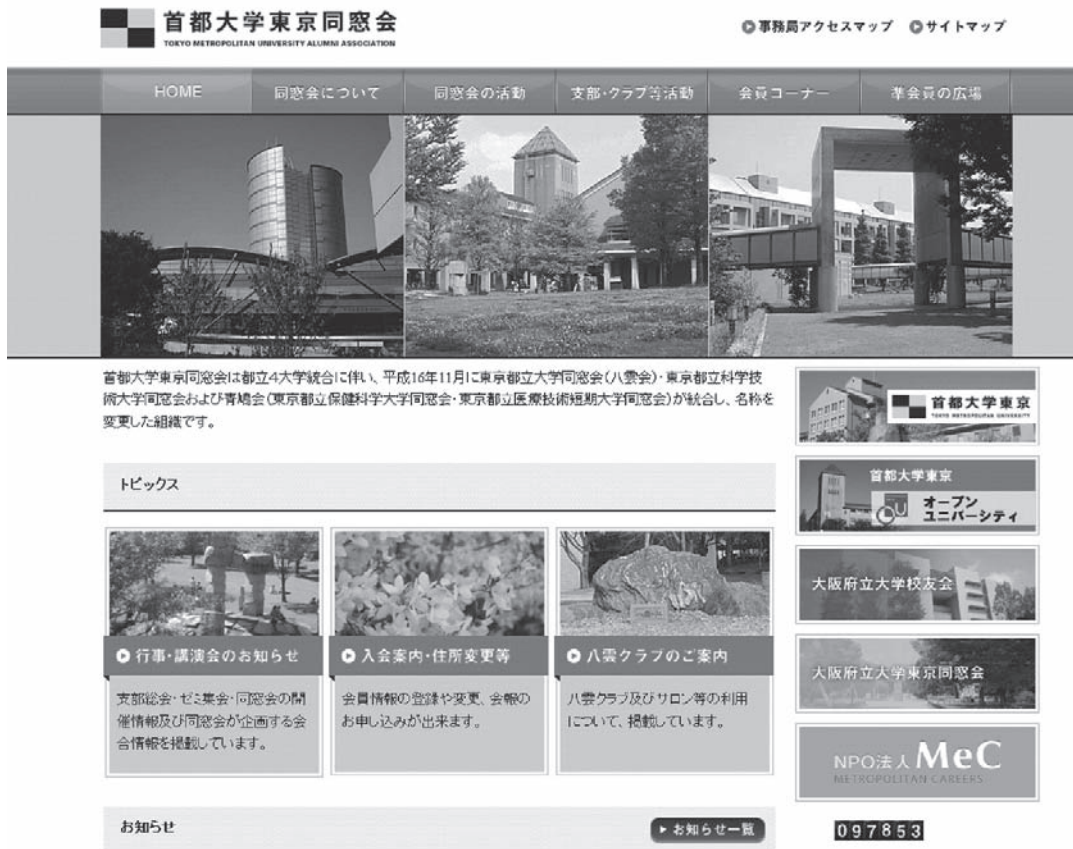 首都大学東京同窓会
TOKYO METROPOLITAN UNIVERSITY ALUMNI ASSOCIATION
事務局アクセスマップ サイトマップ
HOME 同窓会について 同窓会の活動 支部・クラブ等活動 会員コーナー 準会員の広場
首都大学東京同窓会は都立4大学統合に伴い、平成16年11月に東京都立大学同窓会(八雲会)・東京都立科学技
術大学同窓会および青鳩会(東京都立保健科学大学同窓会・東京都立医療技術短期大学同窓会)が統合し、名称を
変更した組織です。
首都大学東京
TOKYO METROPOLITAN UNIVERSITY
首都大学東京
OU
オープン
ユニバーシティ
大阪府立大学校友会
大阪府立大学東京同窓会
NPO法人 MeC
METROPOLITAN CAREERS
097853
トピックス
行事・講演会のお知らせ
支部総会・ゼミ集会・同窓会の開
催情報及び同窓会が企画する会
合情報を掲載しています。
入会案内・住所変更等
会員情報の登録や変更、会報の
お申し込みが出来ます。
八雲クラブのご案内
八雲クラブ及びサロン等の利用
について、掲載しています。
お知らせ
お知らせ一覧